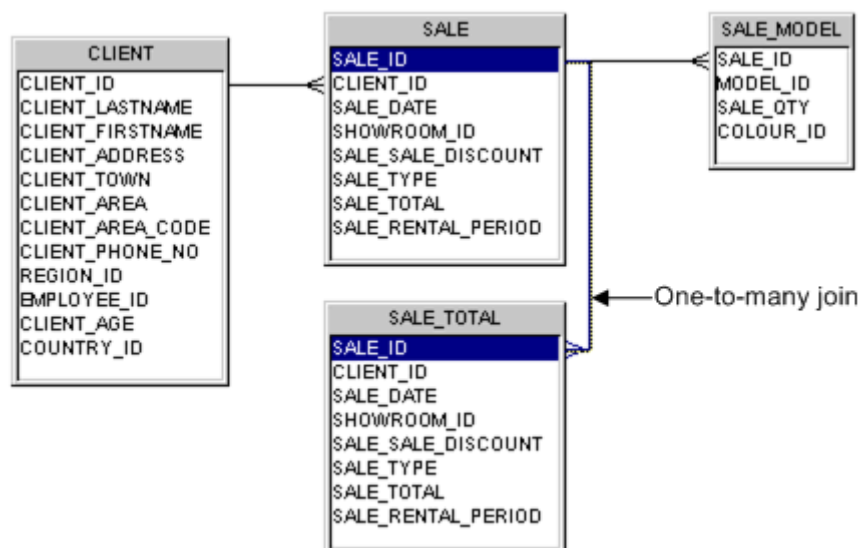 CLIENT
CLIENT_ID
CLIENT_LASTNAME
CLIENT_FIRSTNAME
CLIENT_ADDRESS
CLIENT_TOWN
CLIENT_AREA
CLIENT_AREA_CODE
CLIENT_PHONE_NO
REGION_ID
EMPLOYEE_ID
CLIENT_AGE
COUNTRY_ID
SALE
SALE_ID
CLIENT_ID
SALE_DATE
SHOWROOM_ID
SALE_SALE_DISCOUNT
SALE_TYPE
SALE_TOTAL
SALE_RENTAL_PERIOD
SALE_MODEL
SALE_ID
MODEL_ID
SALE_QTY
COLOUR_ID
One-to-many join
SALE_TOTAL
SALE_ID
CLIENT_ID
SALE_DATE
SHOWROOM_ID
SALE_SALE_DISCOUNT
SALE_TYPE
SALE_TOTAL
SALE_RENTAL_PERIOD